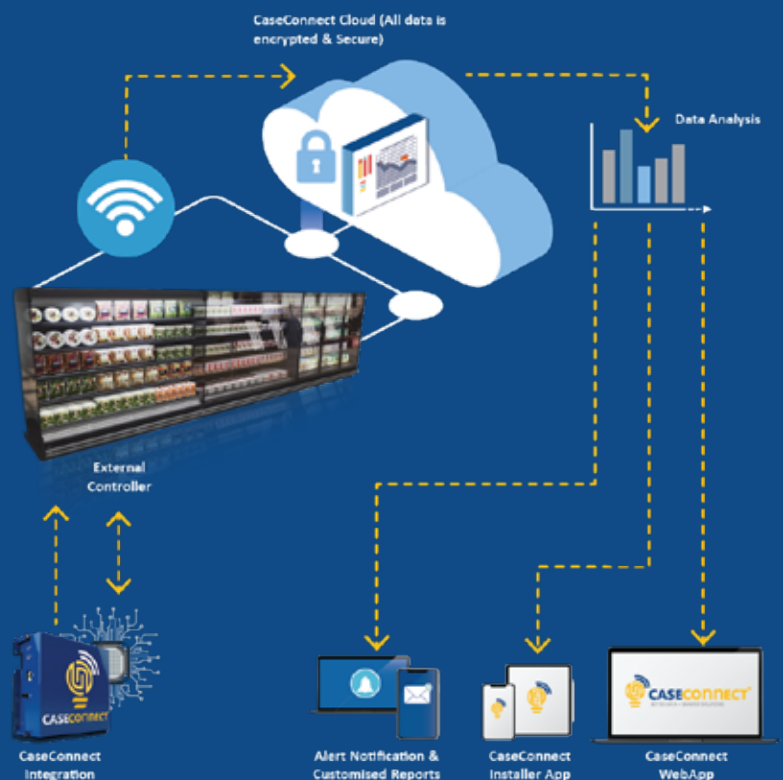 CaseConnect Cloud (All data is
encrypted & Secure)
Data Analysis
External
Controller
CASECONNECT
CASECONNECT
CaseConnect
Integration
Alert Notification &
Customised Reports
CaseConnect
Installer App
CaseConnect
WebApp